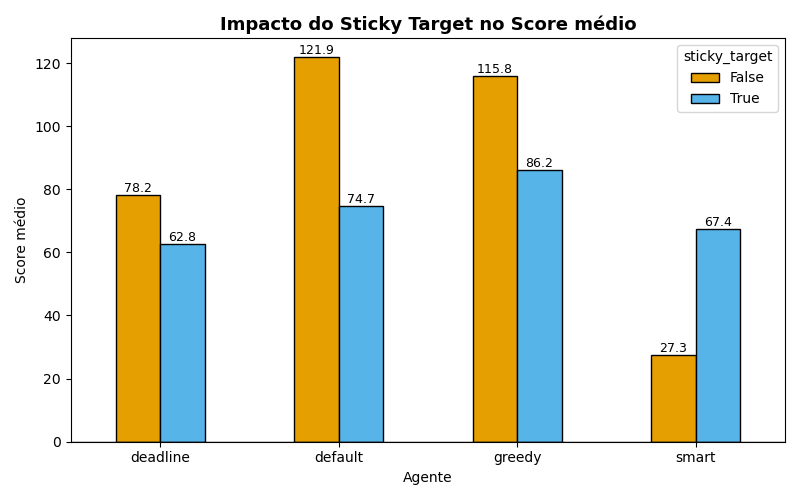 Impacto do Sticky Target no Score médio
sticky_target
False
True
Score médio
120
100
80
60
40
20
0
78.2
62.8
121.9
74.7
115.8
86.2
27.3
67.4
deadline
default
greedy
smart
Agente